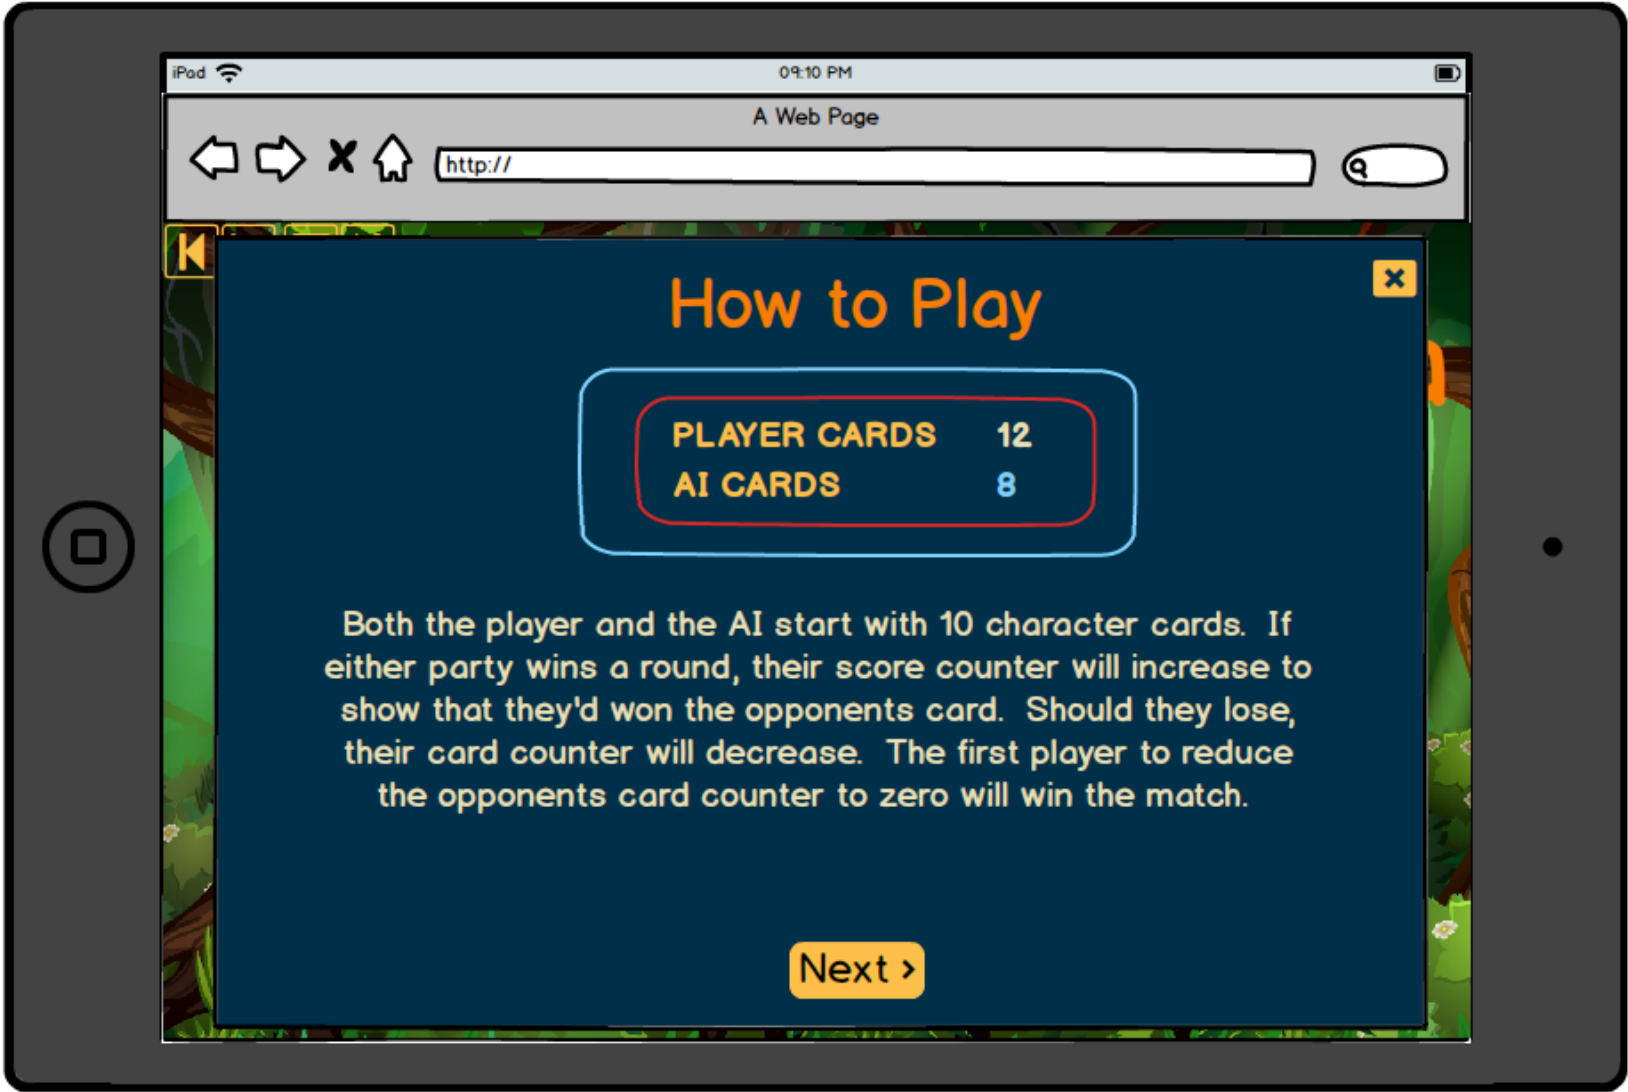 iPad
09:10 PM
A Web Page
http://
How to Play
PLAYER CARDS 12
AI CARDS 8
Both the player and the AI start with 10 character cards. If
either party wins a round, their score counter will increase to
show that they'd won the opponents card. Should they lose,
their card counter will decrease. The first player to reduce
the opponents card counter to zero will win the match.
Next >